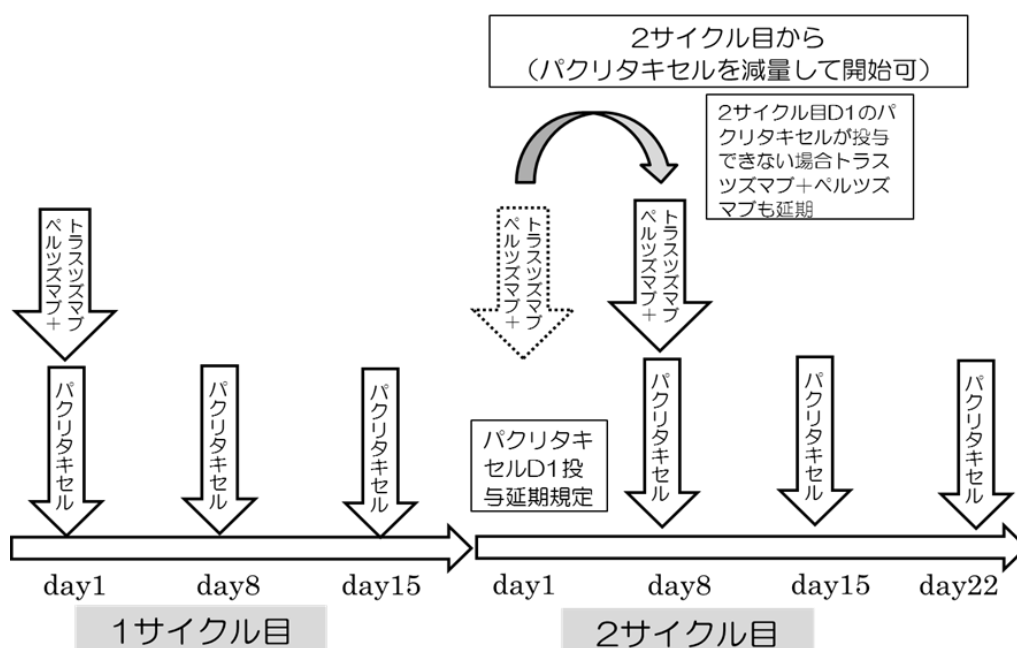 2サイクル目から
（パクリタキセルを減量して開始可）
2サイクル目D1のパ
クリタキセルが投与
できない場合トラス
ツズマブ＋ペルツズ
マブも延期
トラスツズマブ
ペルツズマブ＋
トラスツズマブ
ペルツズマブ＋
トラスツズマブ
ペルツズマブ＋
パクリタキセル
パクリタキセル
パクリタキセル
パクリタキ
セルD1投
与延期規定
パクリタキセル
パクリタキセル
パクリタキセル
day1
day8
day15
day1
day8
day15
day22
1サイクル目
2サイクル目